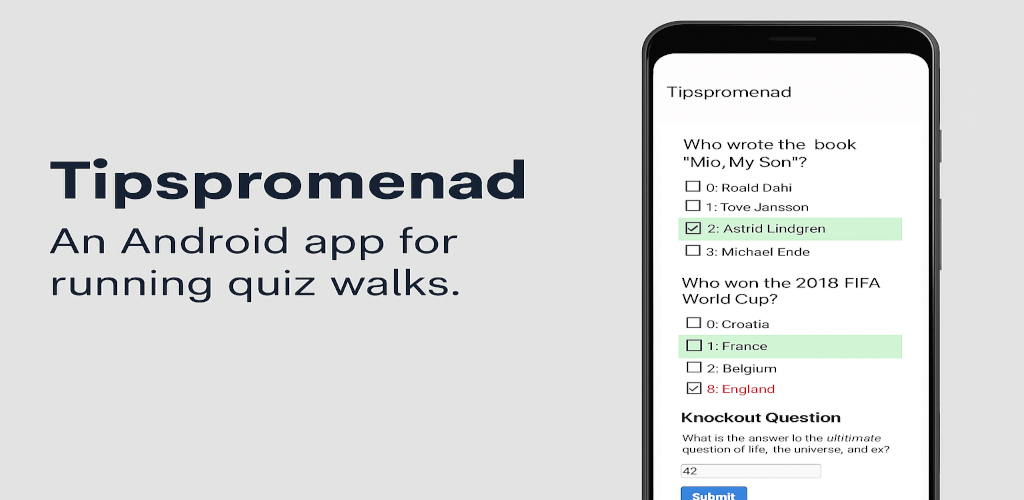 Tipspromenad
An Android app for
running quiz walks.
Tipspromenad
Who wrote the book
"Mio, My Son"?
0: Roald Dahi
1: Tove Jansson
2: Astrid Lindgren
3: Michael Ende
Who won the 2018 FIFA
World Cup?
0: Croatia
1: France
2: Belgium
8: England
Knockout Question
What is the answer lo the ultitimate
question of life, the universe, and ex?
42
Submit